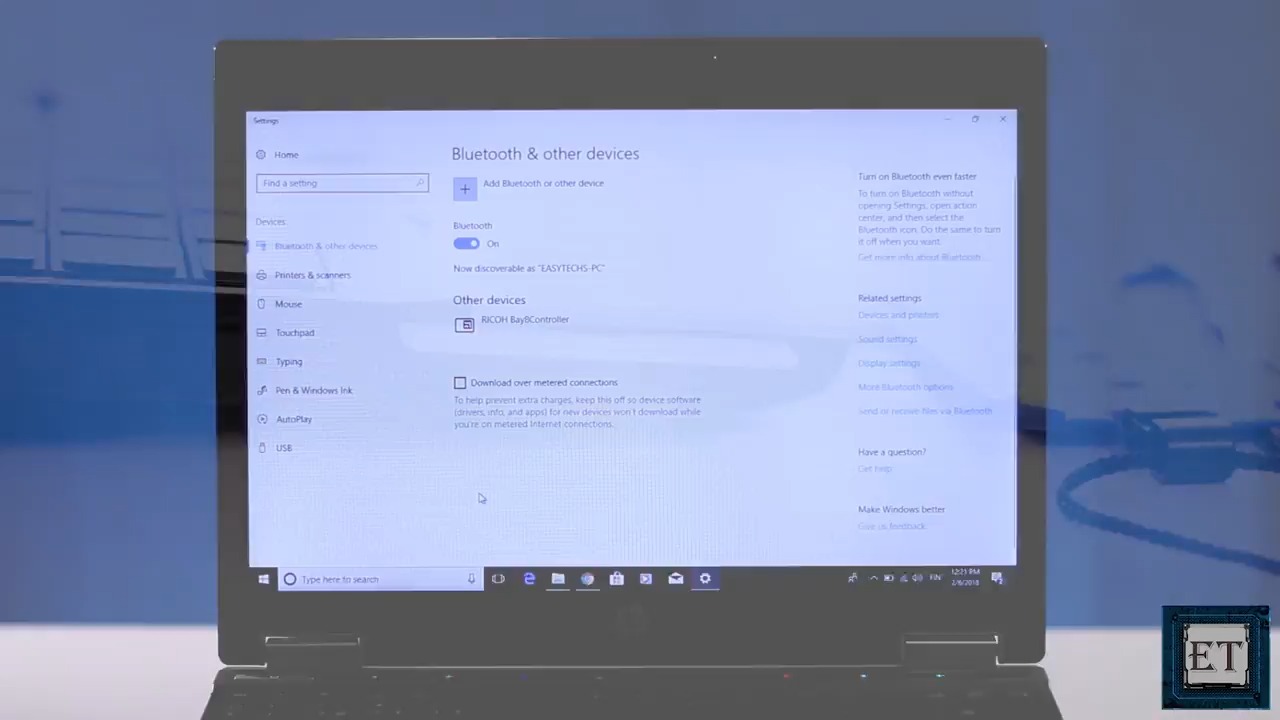 Settings
Home
Find a setting
Devices
Bluetooth & other devices
Printers & scanners
Mouse
Touchpad
Typing
Pen & Windows Ink
AutoPlay
USB
Bluetooth & other devices
Add Bluetooth or other device
Bluetooth
On
Now discoverable as "EASYTECHS-PC"
Other devices
RICOH Bay8Controller
Download over metered connections
To help prevent extra charges, keep this off so device software
(drivers, info, and apps) for new devices won't download while
you're on metered Internet connections.
Turn on Bluetooth even faster
To turn on Bluetooth without
opening Settings, open action
center, and then select the
Bluetooth icon. Do the same to turn
it off when you want.
Get more info about Bluetooth
Related settings
Devices and printers
Sound settings
Display settings
More Bluetooth options
Send or receive files via Bluetooth
Have a question?
Get help
Make Windows better
Give us feedback
Type here to search
FIN
12:21 PM
2/6/2018
ET